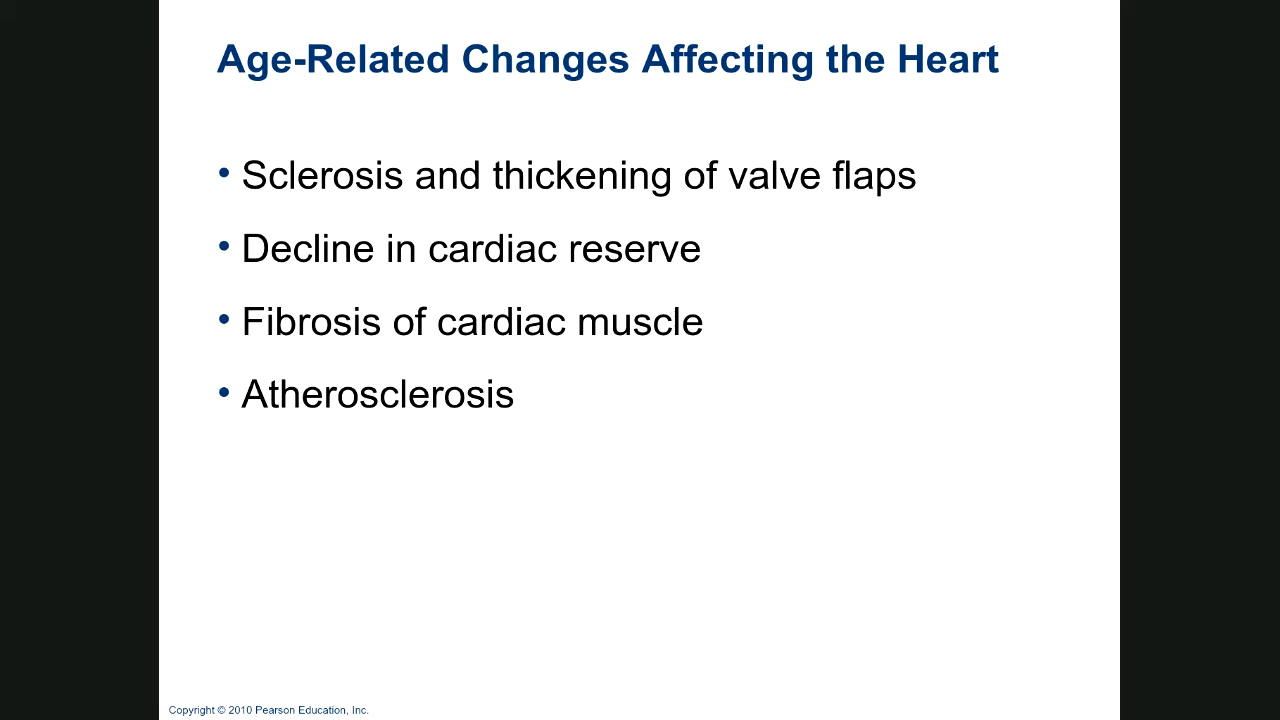 Age-Related Changes Affecting the Heart
• Sclerosis and thickening of valve flaps
• Decline in cardiac reserve
• Fibrosis of cardiac muscle
• Atherosclerosis
Copyright © 2010 Pearson Education, Inc.